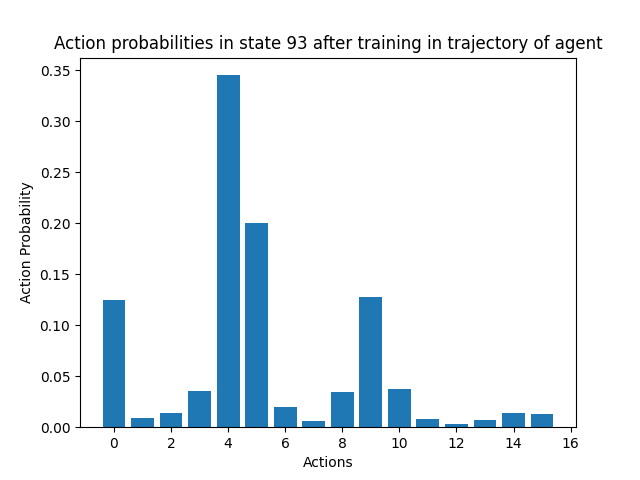 Action probabilities in state 93 after training in trajectory of agent
0.35
0.30
0.25
0.20
0.15
0.10
0.05
0.00
Action Probability
0 2 4 6 8 10 12 14 16
Actions